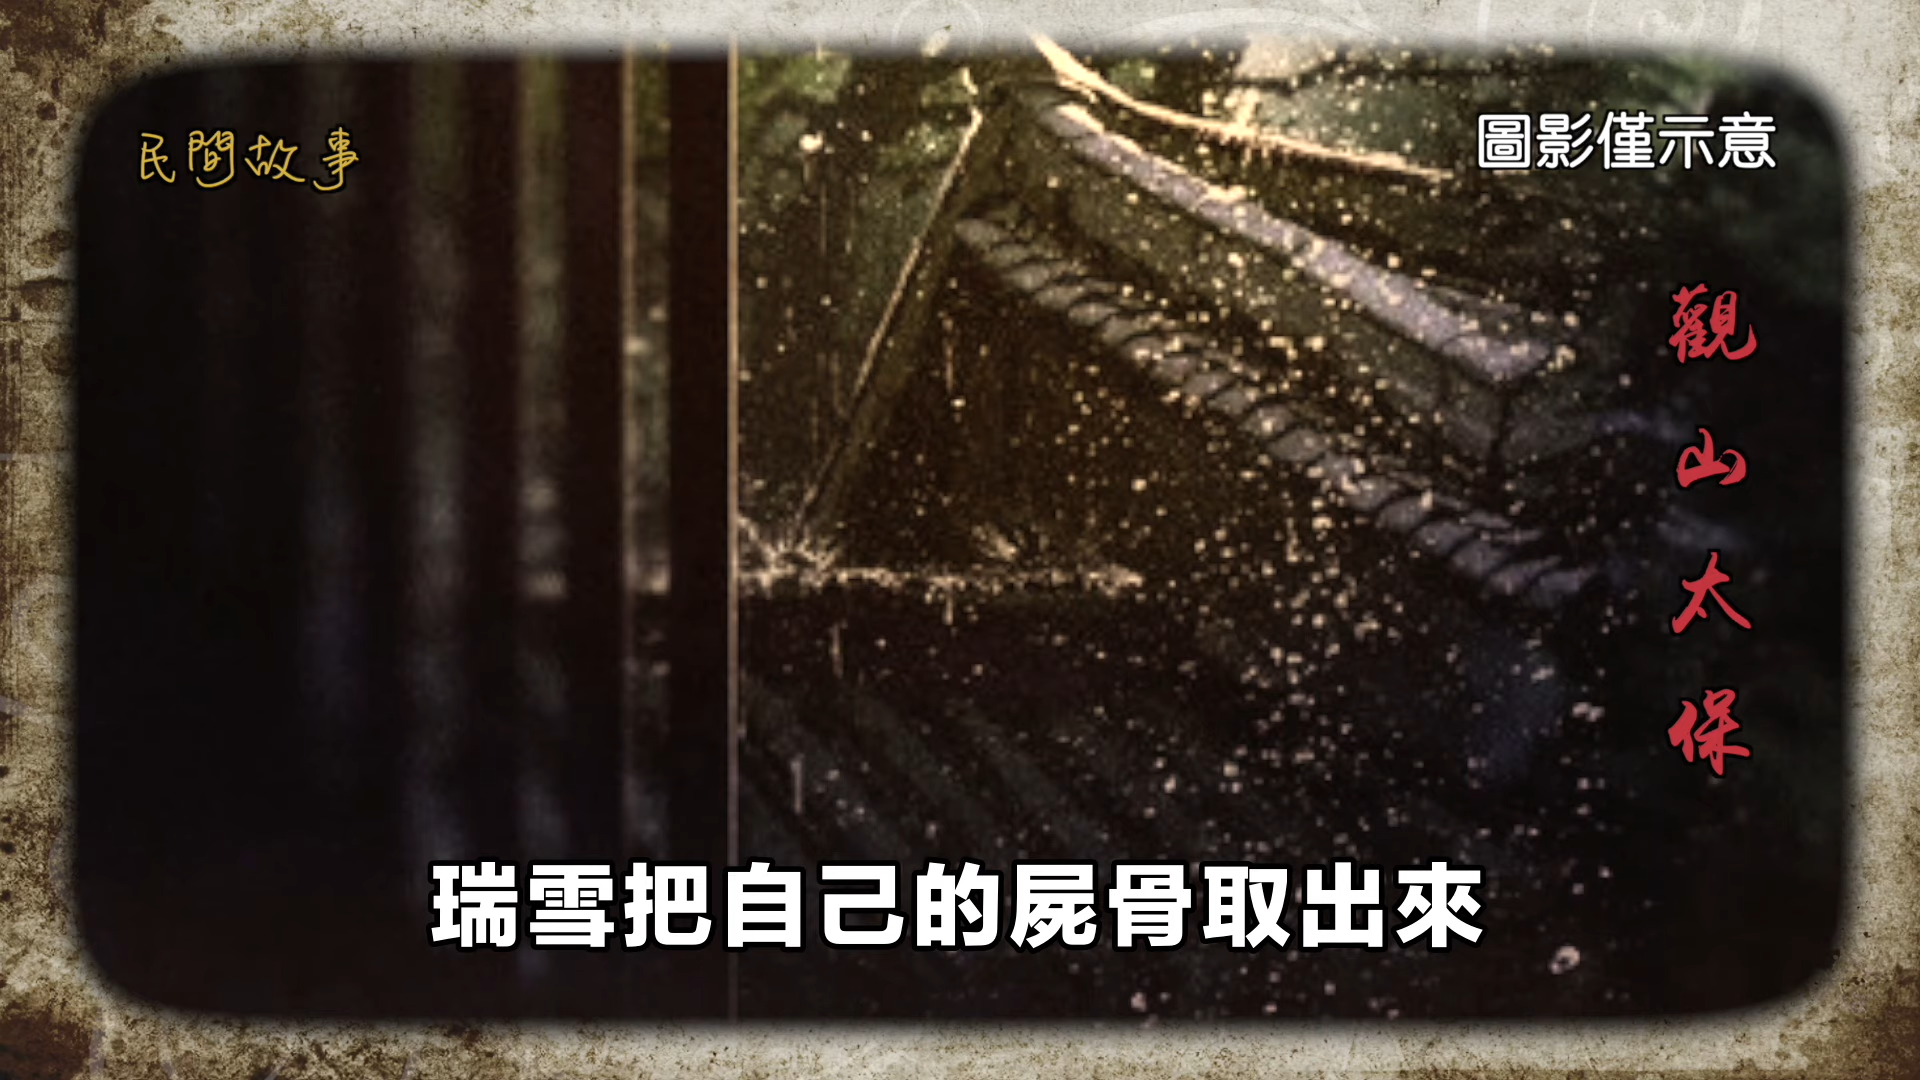 民間故事
圖影僅示意
觀山太保
瑞雪把自己的屍骨取出來